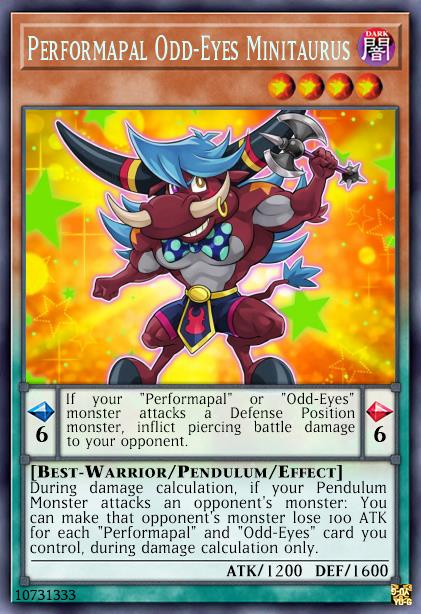 Performapal Odd-Eyes Minitaurus
DARK
闇
If your "Performapal" or "Odd-Eyes"
monster attacks a Defense Position
monster, inflict piercing battle damage
to your opponent.
6
6
[Best-Warrior/Pendulum/Effect]
During damage calculation, if your Pendulum
Monster attacks an opponent's monster: You
can make that opponent's monster lose 100 ATK
for each "Performapal" and "Odd-Eyes" card you
control, during damage calculation only.
ATK/1200 DEF/1600
10731333